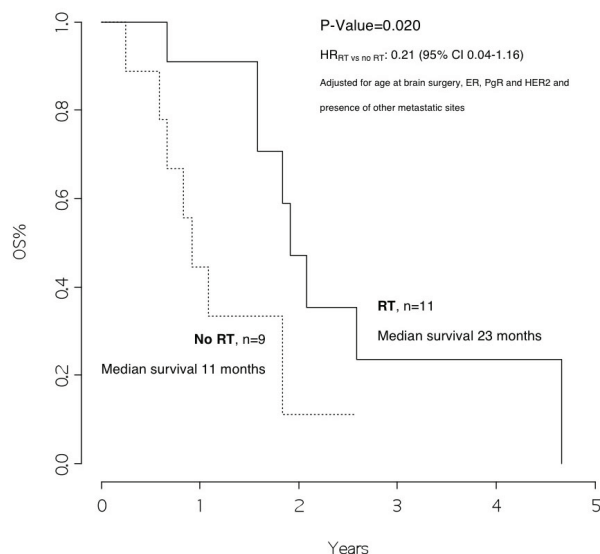 P-Value=0.020
HRRT vs no RT: 0.21 (95% CI 0.04-1.16)
Adjusted for age at brain surgery, ER, PgR and HER2 and
presence of other metastatic sites
OS%
1.0
0.8
0.6
0.4
0.2
0.0
RT, n=11
Median survival 23 months
No RT, n=9
Median survival 11 months
0 1 2 3 4 5
Years